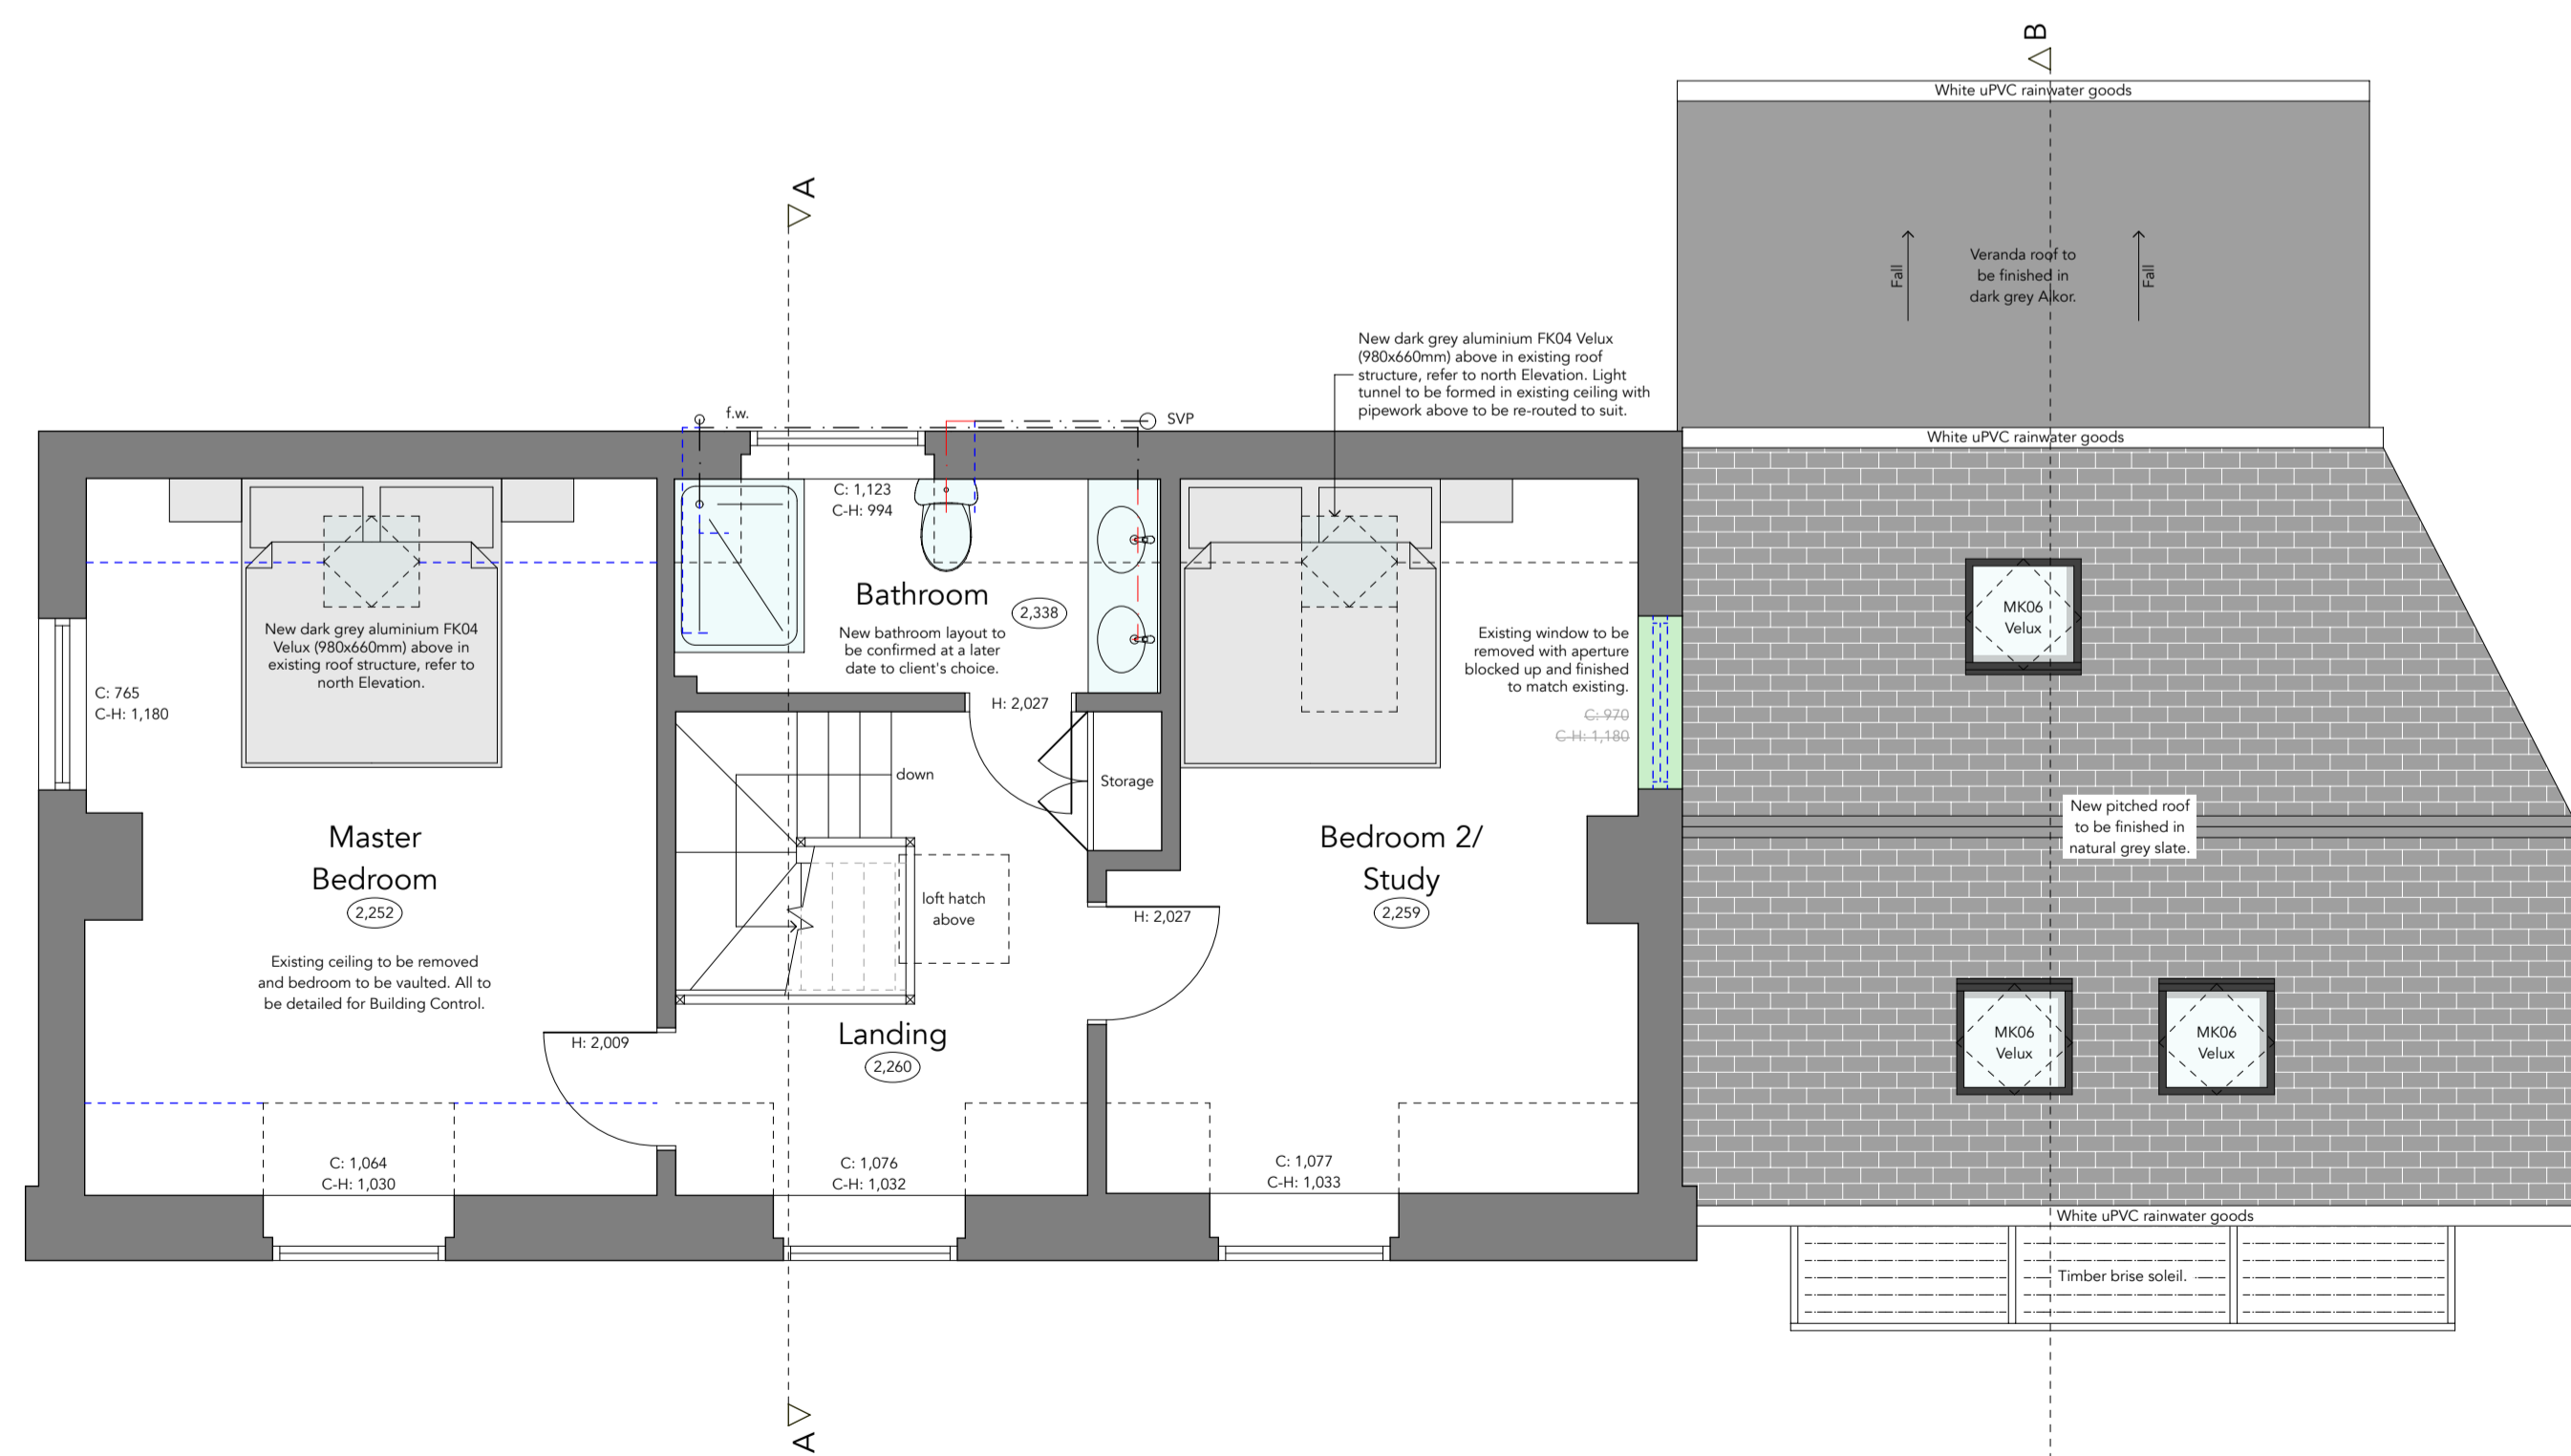 B
White uPVC rainwater goods
A
Fall
Veranda roof to
be finished in
dark grey Alkor.
Fall
New dark grey aluminium FK04 Velux
(980x660mm) above in existing roof
structure, refer to north Elevation. Light
tunnel to be formed in existing ceiling with
pipework above to be re-routed to suit.
f.w.
SVP
White uPVC rainwater goods
C: 1,123
C-H: 994
Bathroom
2,338
New bathroom layout to
be confirmed at a later
date to client's choice.
New dark grey aluminium FK04
Velux (980x660mm) above in
existing roof structure, refer to
north Elevation.
C: 765
C-H: 1,180
Existing window to be
removed with aperture
blocked up and finished
to match existing.
C: 970
C-H: 1,180
MK06
Velux
H: 2,027
down
Storage
Master
Bedroom
2,252
Existing ceiling to be removed
and bedroom to be vaulted. All to
be detailed for Building Control.
loft hatch
above
H: 2,027
Bedroom 2/
Study
2,259
New pitched roof
to be finished in
natural grey slate.
H: 2,009
Landing
2,260
MK06
Velux
MK06
Velux
C: 1,064
C-H: 1,030
C: 1,076
C-H: 1,032
C: 1,077
C-H: 1,033
White uPVC rainwater goods
Timber brise soleil.
A